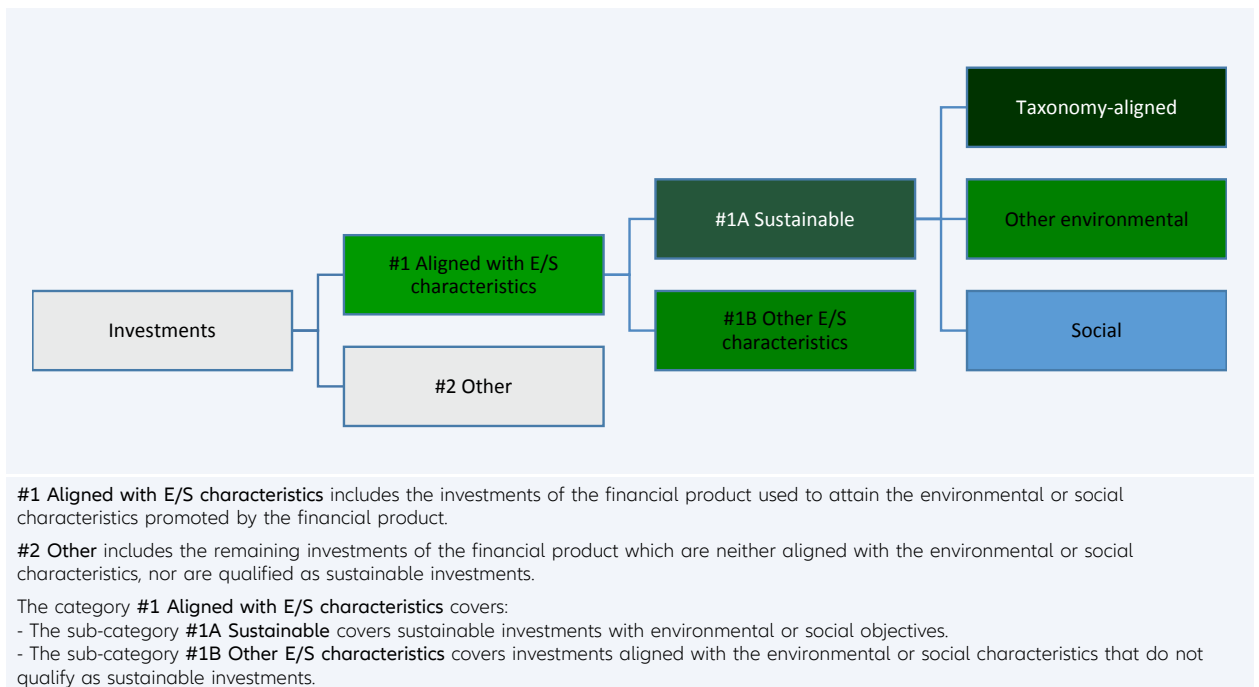 Taxonomy-aligned
#1A Sustainable
Other environmental
#1 Aligned with E/S
characteristics
#1B Other E/S
characteristics
Social
Investments
#2 Other
#1 Aligned with E/S characteristics includes the investments of the financial product used to attain the environmental or social
characteristics promoted by the financial product.
#2 Other includes the remaining investments of the financial product which are neither aligned with the environmental or social
characteristics, nor are qualified as sustainable investments.
The category #1 Aligned with E/S characteristics covers:
- The sub-category #1A Sustainable covers sustainable investments with environmental or social objectives.
- The sub-category #1B Other E/S characteristics covers investments aligned with the environmental or social characteristics that do not
qualify as sustainable investments.